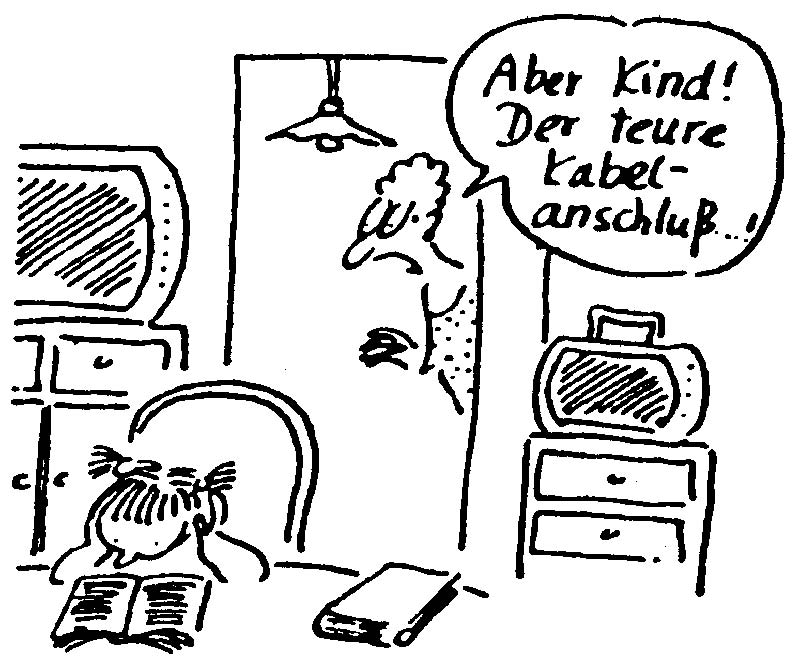 Aber Kind!
Der teure
Kabel-
anschluß...!